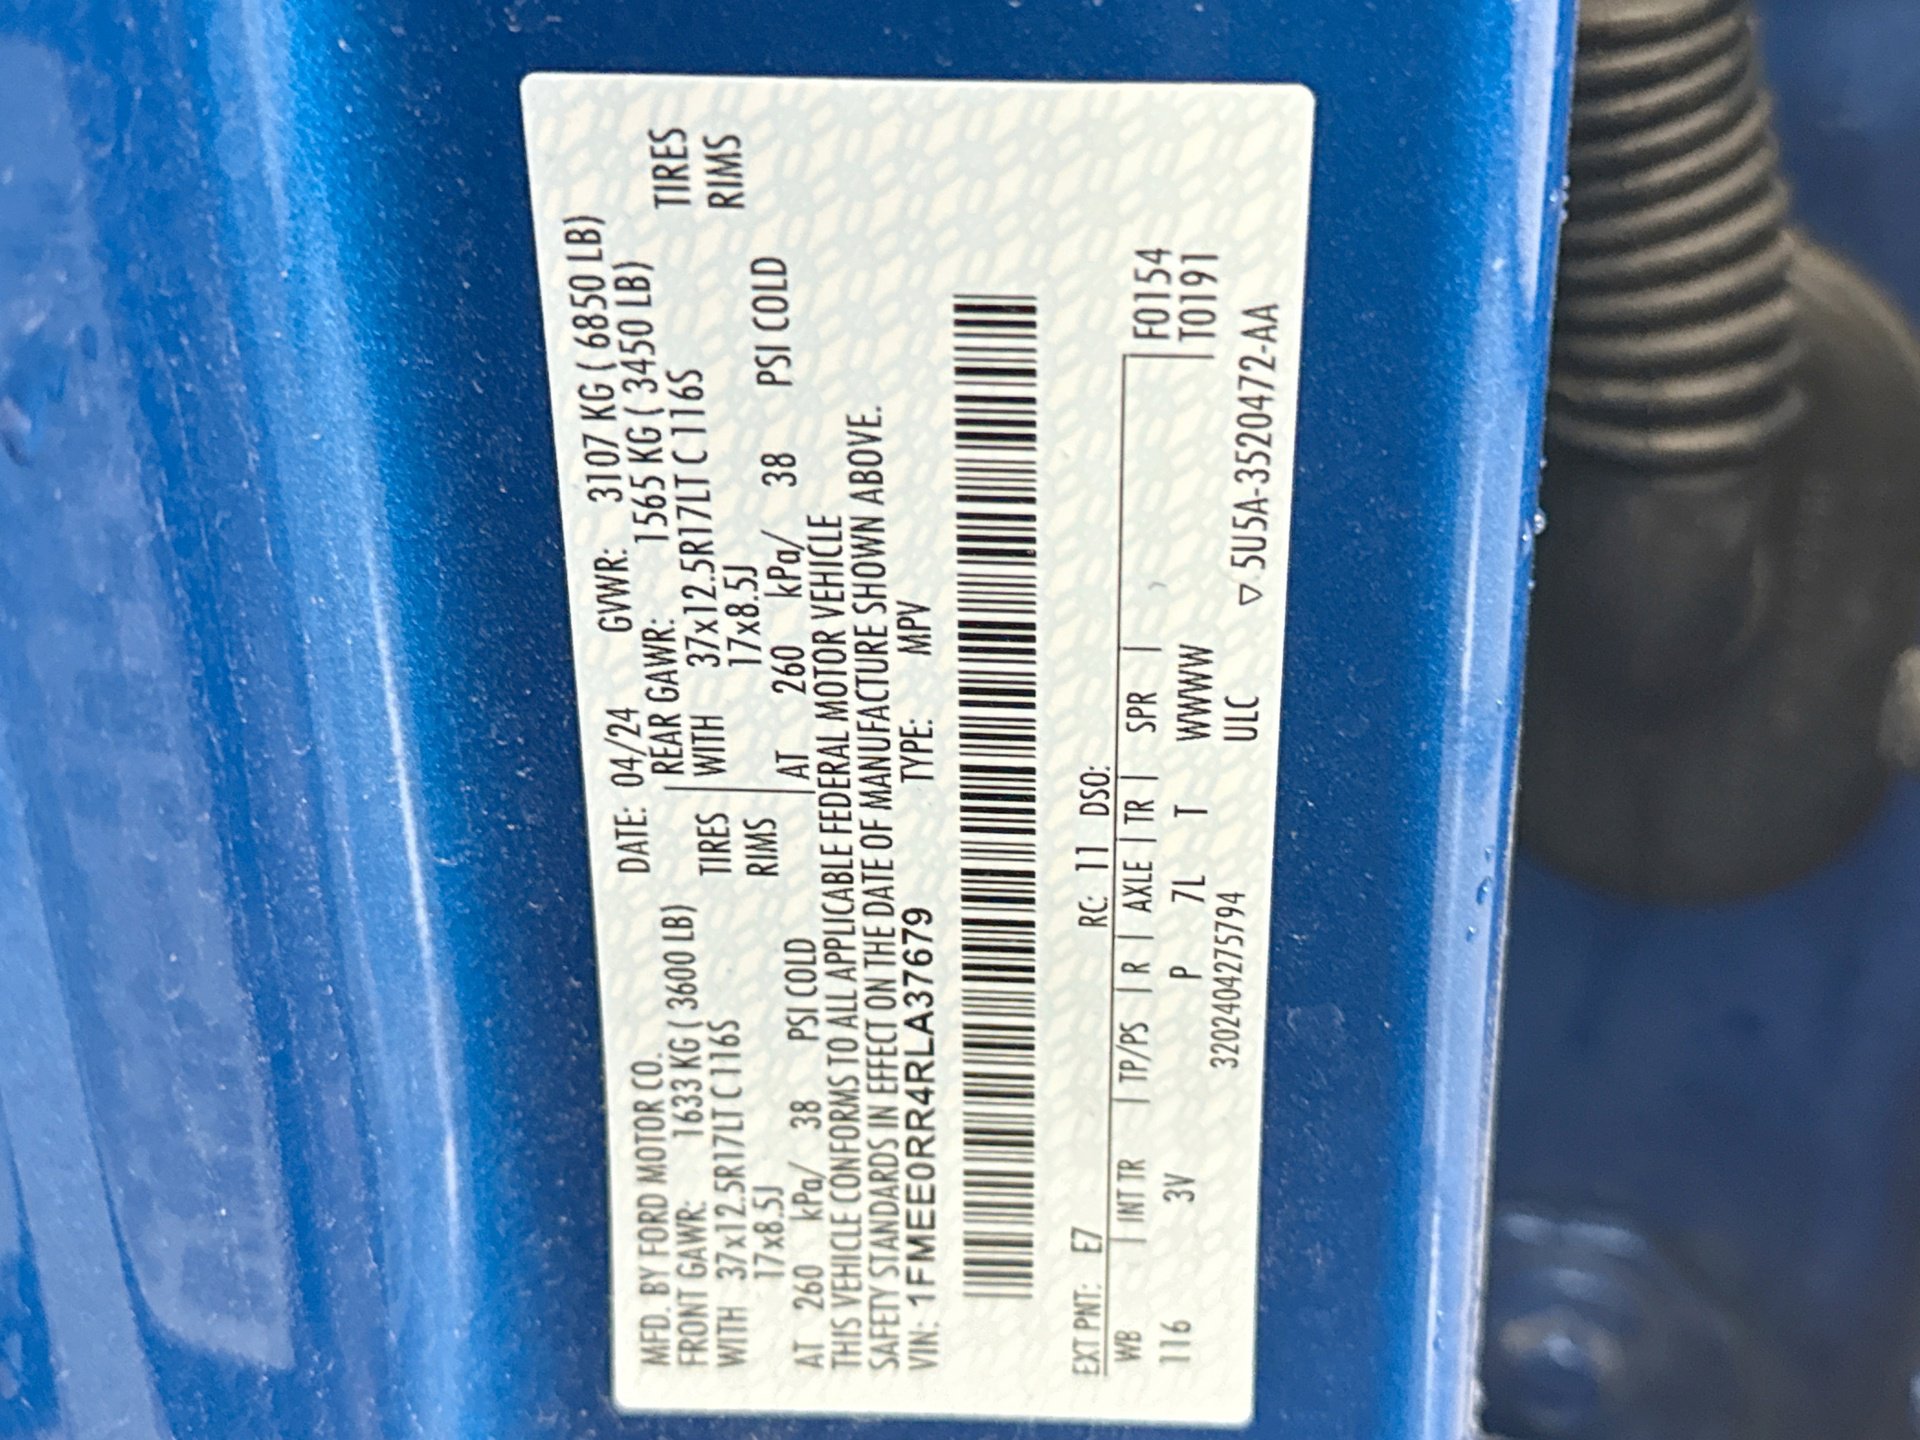 MFD. BY FORD MOTOR CO.
DATE: 04/24 GVWR: 3107 KG ( 6850 LB)
FRONT GAWR: 1633 KG ( 3600 LB)
REAR GAWR: 1565 KG ( 3450 LB)
WITH 37x12.5R17LT C 116S TIRES
WITH 37x12.5R17LT C 116S TIRES
17x8.5J RIMS
17x8.5J RIMS
AT 260 kPa/ 38 PSI COLD
AT 260 kPa/ 38 PSI COLD
THIS VEHICLE CONFORMS TO ALL APPLICABLE FEDERAL MOTOR VEHICLE
SAFETY STANDARDS IN EFFECT ON THE DATE OF MANUFACTURE SHOWN ABOVE.
VIN: 1FMEE0RR4RLA37679 TYPE: MPV
EXT PNT: E7 RC: 11 DSO:
WB | INT TR | TP/PS | R | AXLE | TR | SPR | F0154
116 3V P 7L T WWWW T0191
320240427 5794 ULC ▽ 5U5A-3520472-AA